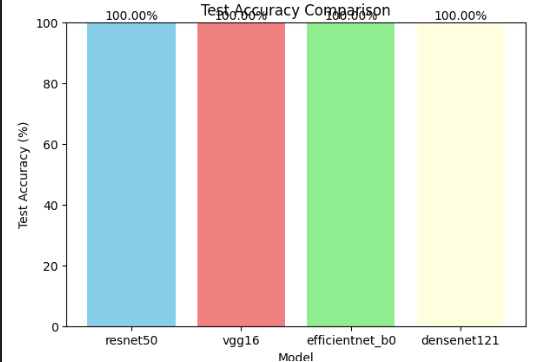 Test Accuracy Comparison
100.00% 100.00% 100.00% 100.00%
100
80
60
40
20
0
Test Accuracy (%)
resnet50 vgg16 efficientnet_b0 densenet121
Model